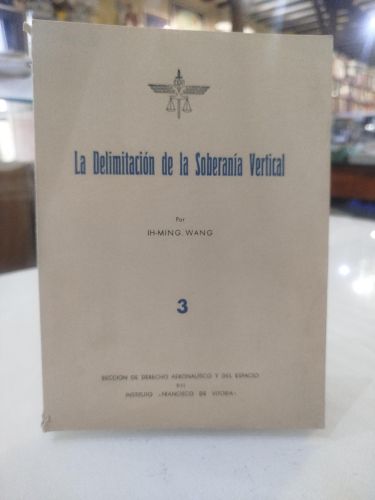 La Delimitación de la Soberanía Vertical
Por
IH-MING, WANG
3
SECCION DE DERECHO AERONAUTICO Y DEL ESPACIO
DEL
INSTITUTO «FRANCISCO DE VITORIA»